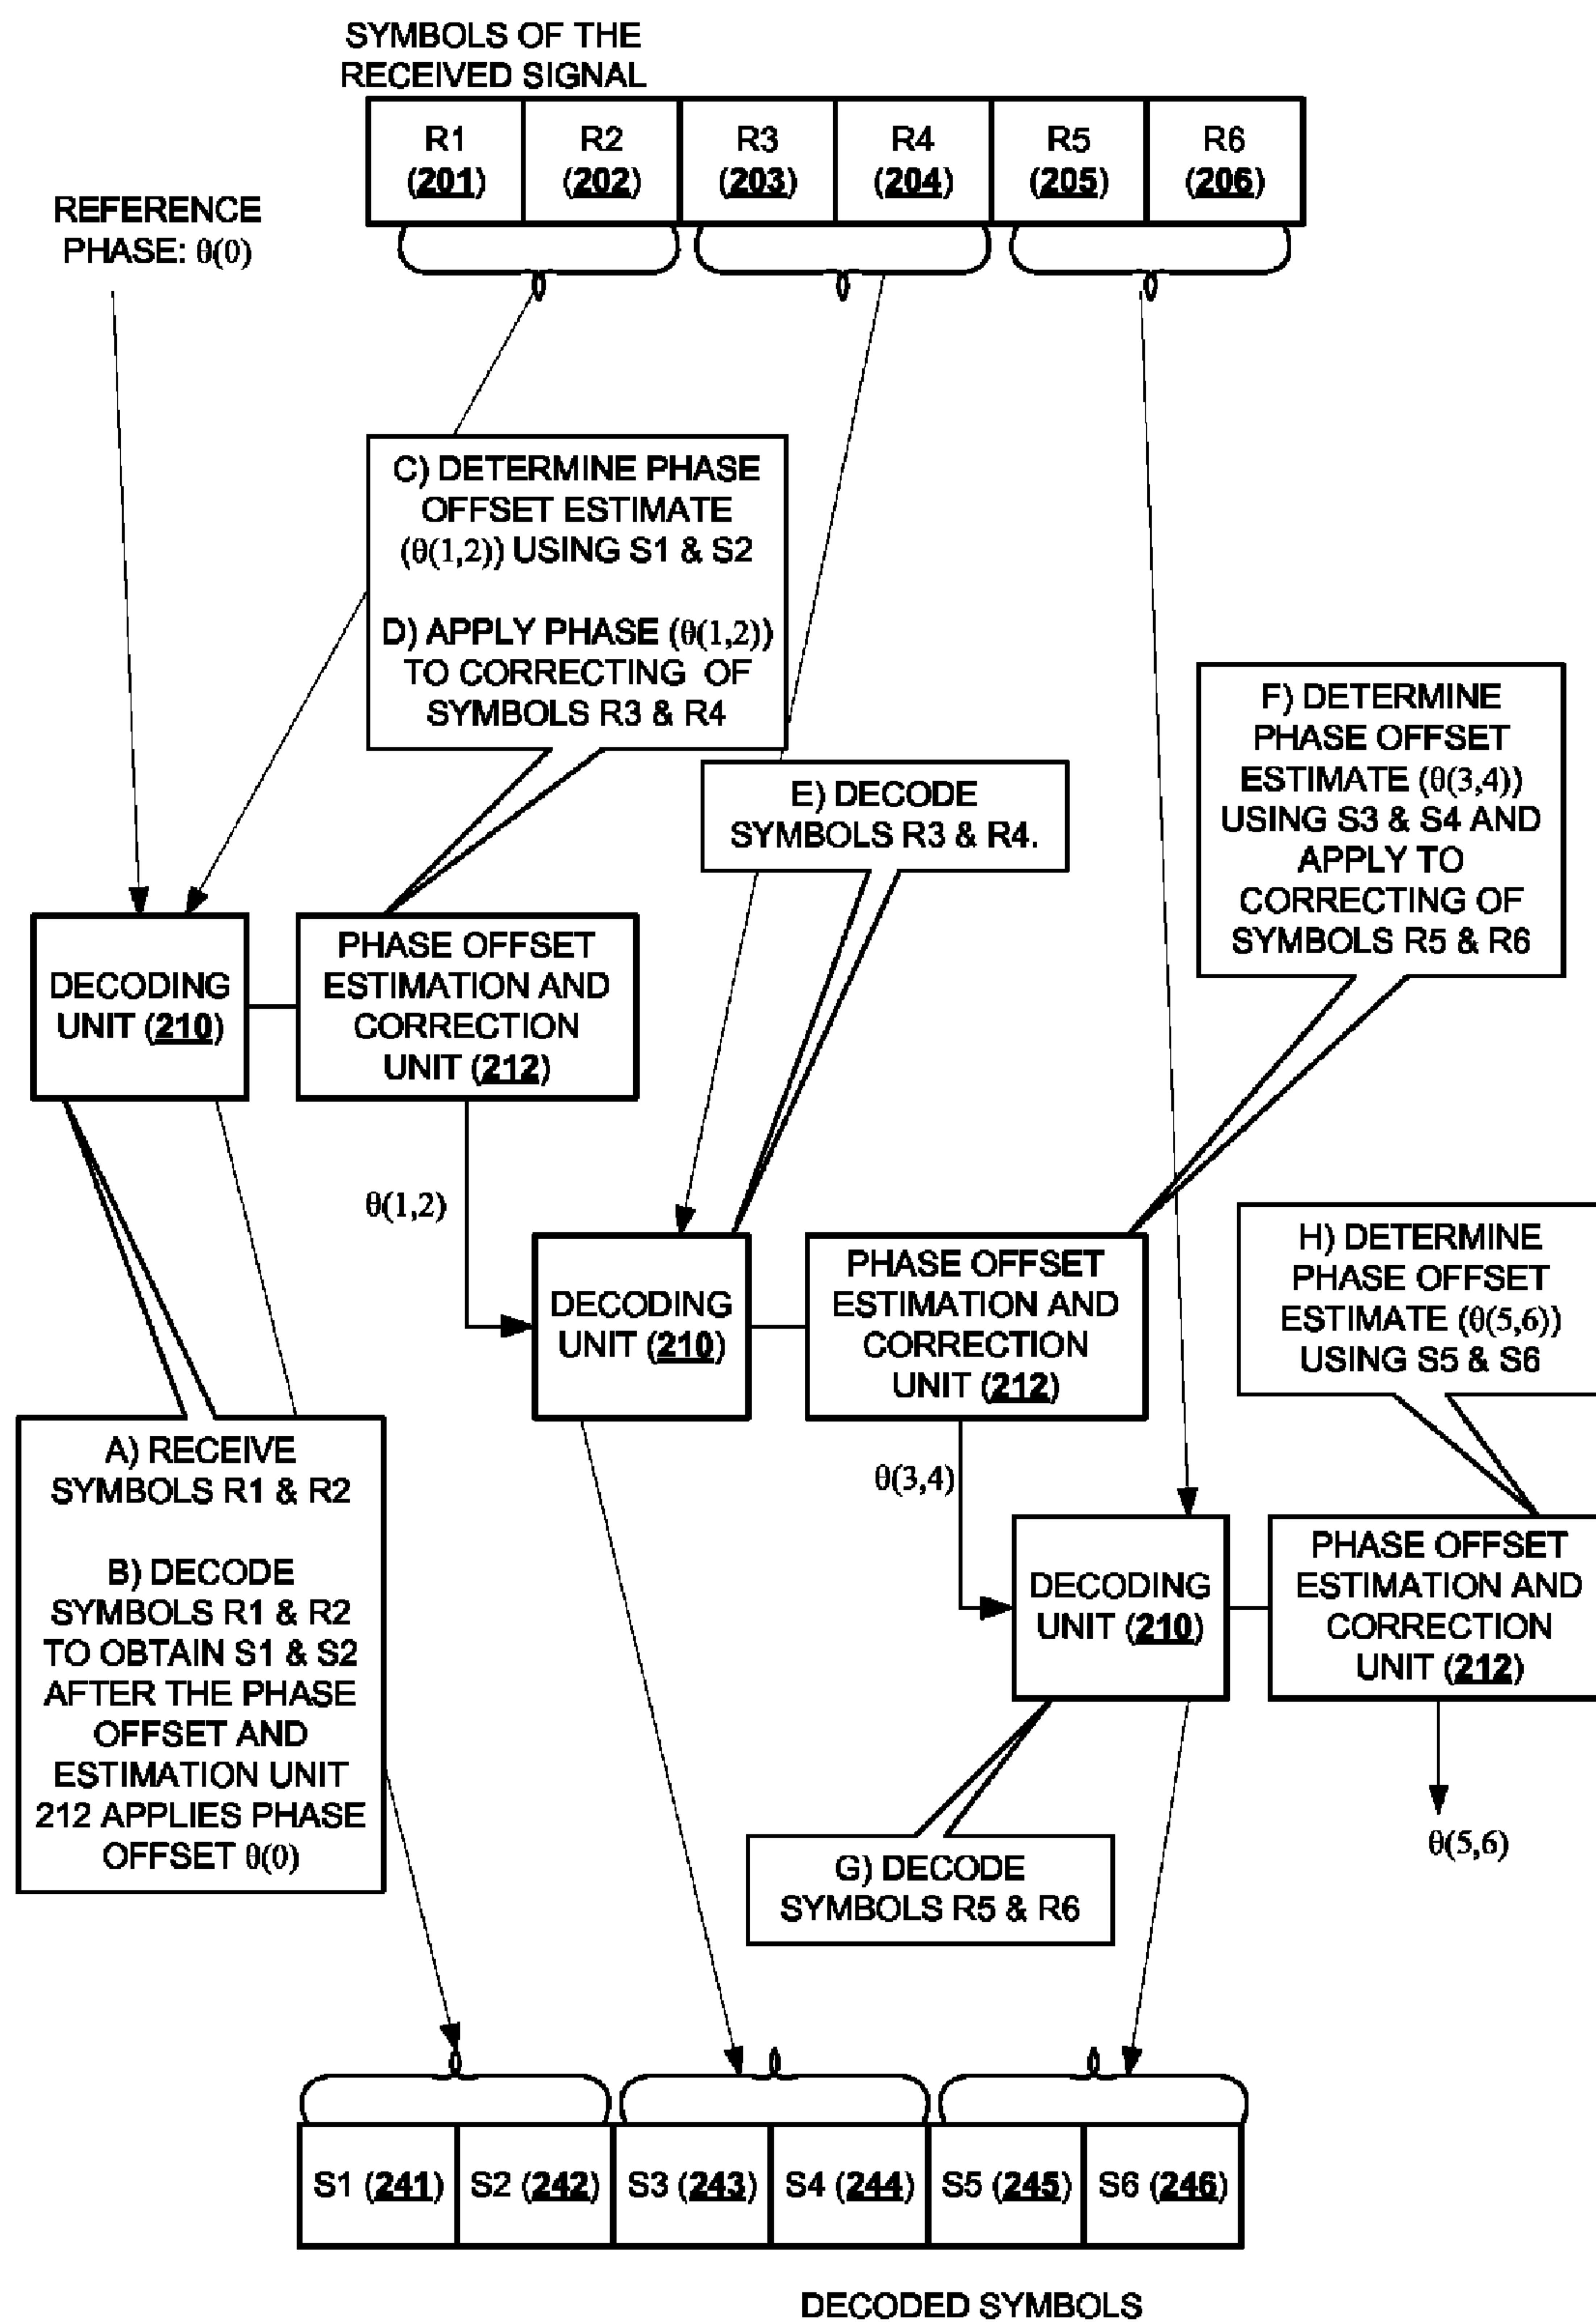 SYMBOLS OF THE
RECEIVED SIGNAL
R1
(201)
R2
(202)
R3
(203)
R4
(204)
R5
(205)
R6
(206)
REFERENCE
PHASE: θ(0)
C) DETERMINE PHASE
OFFSET ESTIMATE
(θ(1,2)) USING S1 & S2
D) APPLY PHASE (θ(1,2))
TO CORRECTING OF
SYMBOLS R3 & R4
E) DECODE
SYMBOLS R3 & R4.
F) DETERMINE
PHASE OFFSET
ESTIMATE (θ(3,4))
USING S3 & S4 AND
APPLY TO
CORRECTING OF
SYMBOLS R5 & R6
DECODING
UNIT (210)
PHASE OFFSET
ESTIMATION AND
CORRECTION
UNIT (212)
θ(1,2)
DECODING
UNIT (210)
PHASE OFFSET
ESTIMATION AND
CORRECTION
UNIT (212)
H) DETERMINE
PHASE OFFSET
ESTIMATE (θ(5,6))
USING S5 & S6
θ(3,4)
A) RECEIVE
SYMBOLS R1 & R2
B) DECODE
SYMBOLS R1 & R2
TO OBTAIN S1 & S2
AFTER THE PHASE
OFFSET AND
ESTIMATION UNIT
212 APPLIES PHASE
OFFSET θ(0)
DECODING
UNIT (210)
PHASE OFFSET
ESTIMATION AND
CORRECTION
UNIT (212)
θ(5,6)
G) DECODE
SYMBOLS R5 & R6
S1 (241)
S2 (242)
S3 (243)
S4 (244)
S5 (245)
S6 (246)
DECODED SYMBOLS